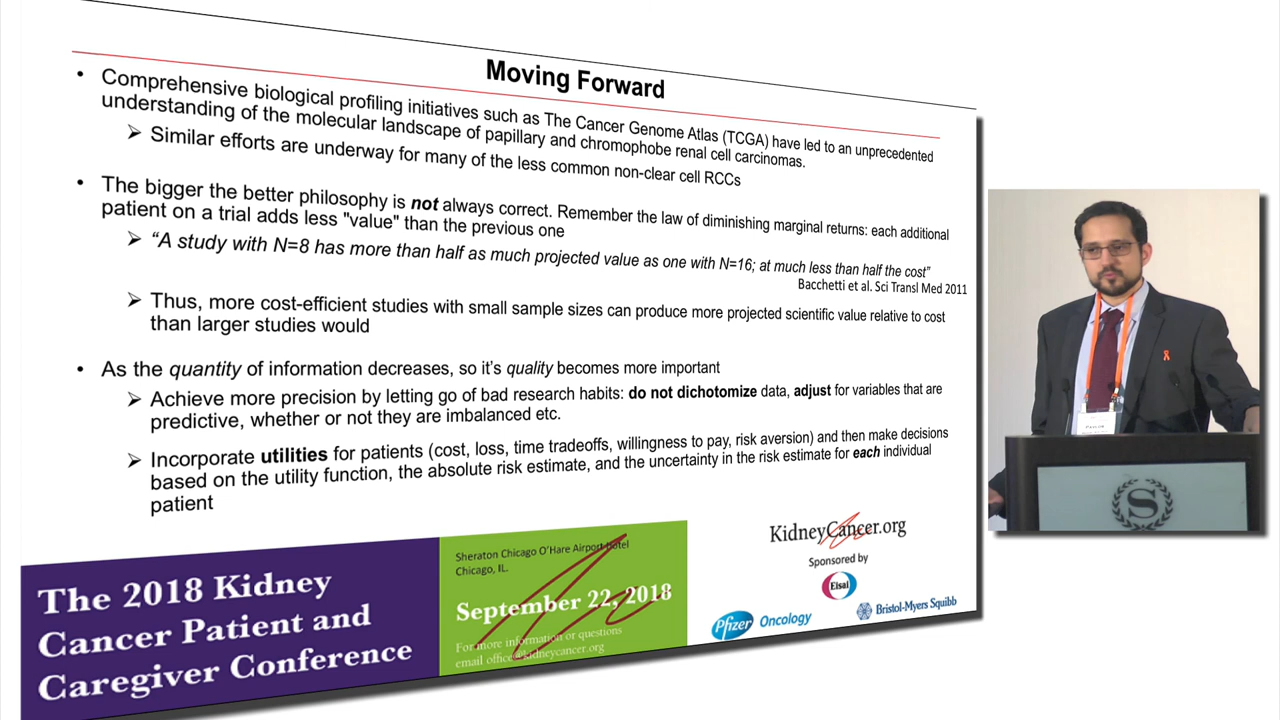 Moving Forward
• Comprehensive biological profiling initiatives such as The Cancer Genome Atlas (TCGA) have led to an unprecedented
understanding of the molecular landscape of papillary and chromophobe renal cell carcinomas.
➢ Similar efforts are underway for many of the less common non-clear cell RCCs
• The bigger the better philosophy is not always correct. Remember the law of diminishing marginal returns: each additional
patient on a trial adds less "value" than the previous one
➢ “A study with N=8 has more than half as much projected value as one with N=16; at much less than half the cost”
Bacchetti et al. Sci Transl Med 2011
➢ Thus, more cost-efficient studies with small sample sizes can produce more projected scientific value relative to cost
than larger studies would
• As the quantity of information decreases, so it’s quality becomes more important
➢ Achieve more precision by letting go of bad research habits: do not dichotomize data, adjust for variables that are
predictive, whether or not they are imbalanced etc.
➢ Incorporate utilities for patients (cost, loss, time tradeoffs, willingness to pay, risk aversion) and then make decisions
based on the utility function, the absolute risk estimate, and the uncertainty in the risk estimate for each individual
patient
The 2018 Kidney
Cancer Patient and
Caregiver Conference
Sheraton Chicago O'Hare Airport hotel
Chicago, IL.
September 22, 2018
For more information or questions
email office@kidneycancer.org
KidneyCancer.org
Sponsored by
Eisai
Pfizer Oncology
Bristol-Myers Squibb
S